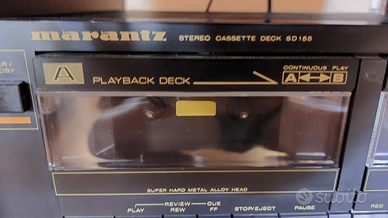 marantz STEREO CASSETTE DECK SD155
CONTINUOUS PLAY
A PLAYBACK DECK A B
SUPER HARD METAL ALLOY HEAD
REVIEW CUE
PLAY REW FF STOP/EJECT PAUSE REC
subito